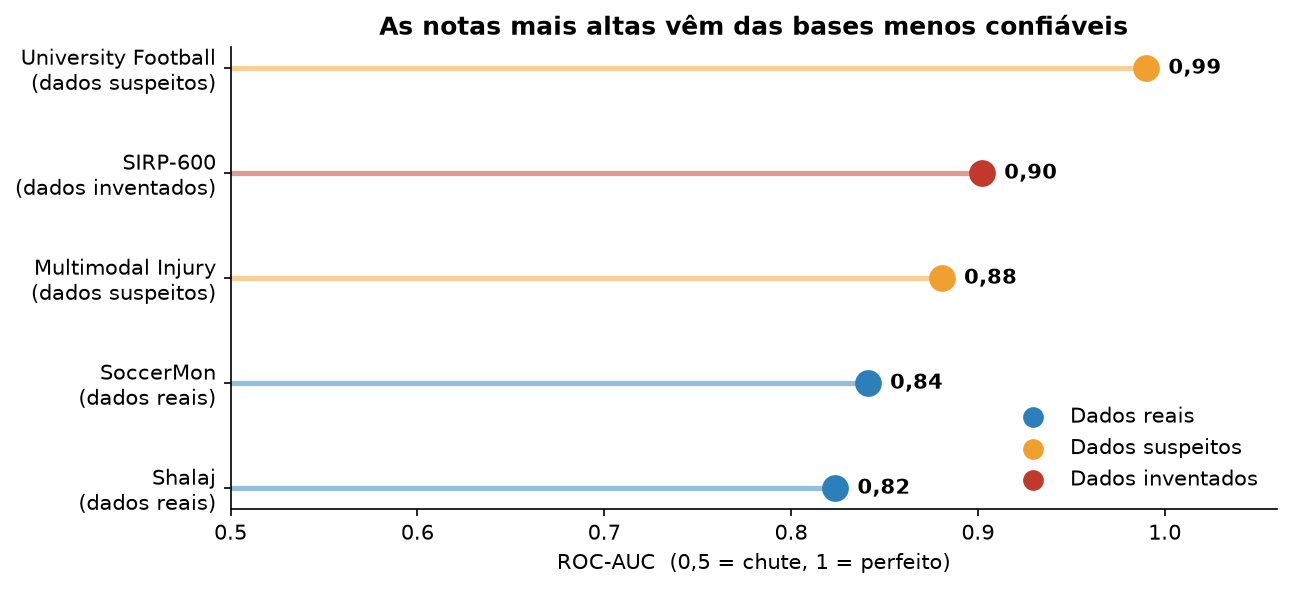 As notas mais altas vêm das bases menos confiáveis
University Football
(dados suspeitos)
0,99
SIRP-600
(dados inventados)
0,90
Multimodal Injury
(dados suspeitos)
0,88
SoccerMon
(dados reais)
0,84
Shalaj
(dados reais)
0,82
Dados reais
Dados suspeitos
Dados inventados
0.5 0.6 0.7 0.8 0.9 1.0
ROC-AUC  (0,5 = chute, 1 = perfeito)